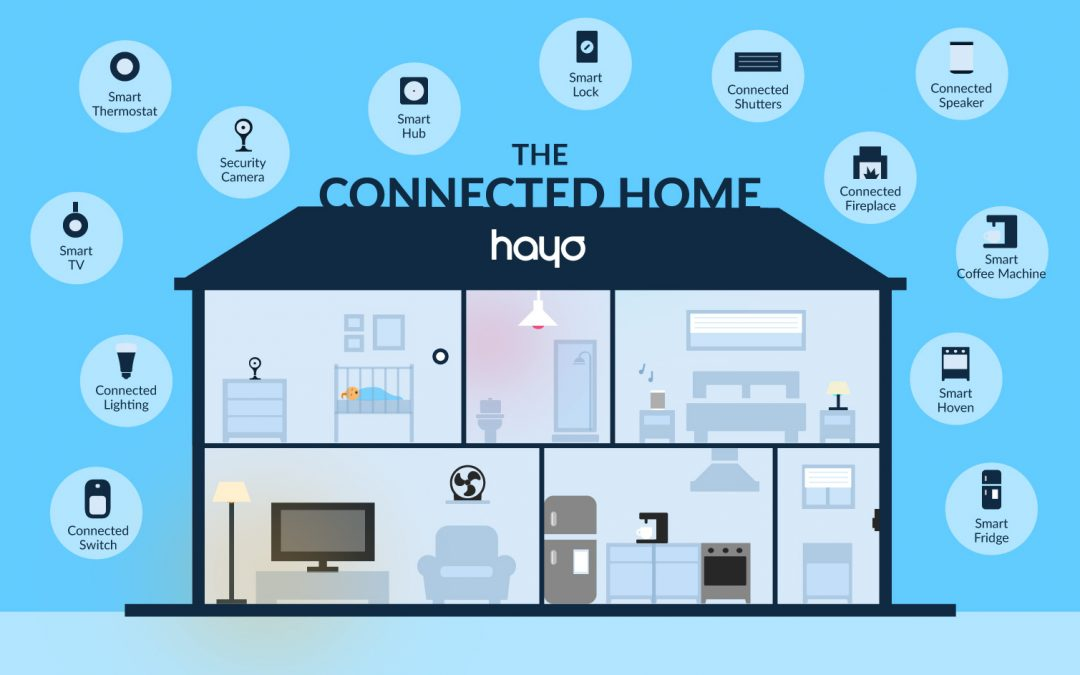 Smart
Thermostat
Security
Camera
Smart
Hub
Smart
Lock
Connected
Shutters
Connected
Speaker
THE
CONNECTED HOME
hayo
Smart
TV
Connected
Fireplace
Smart
Coffee Machine
Connected
Lighting
Smart
Hoven
Connected
Switch
Smart
Fridge